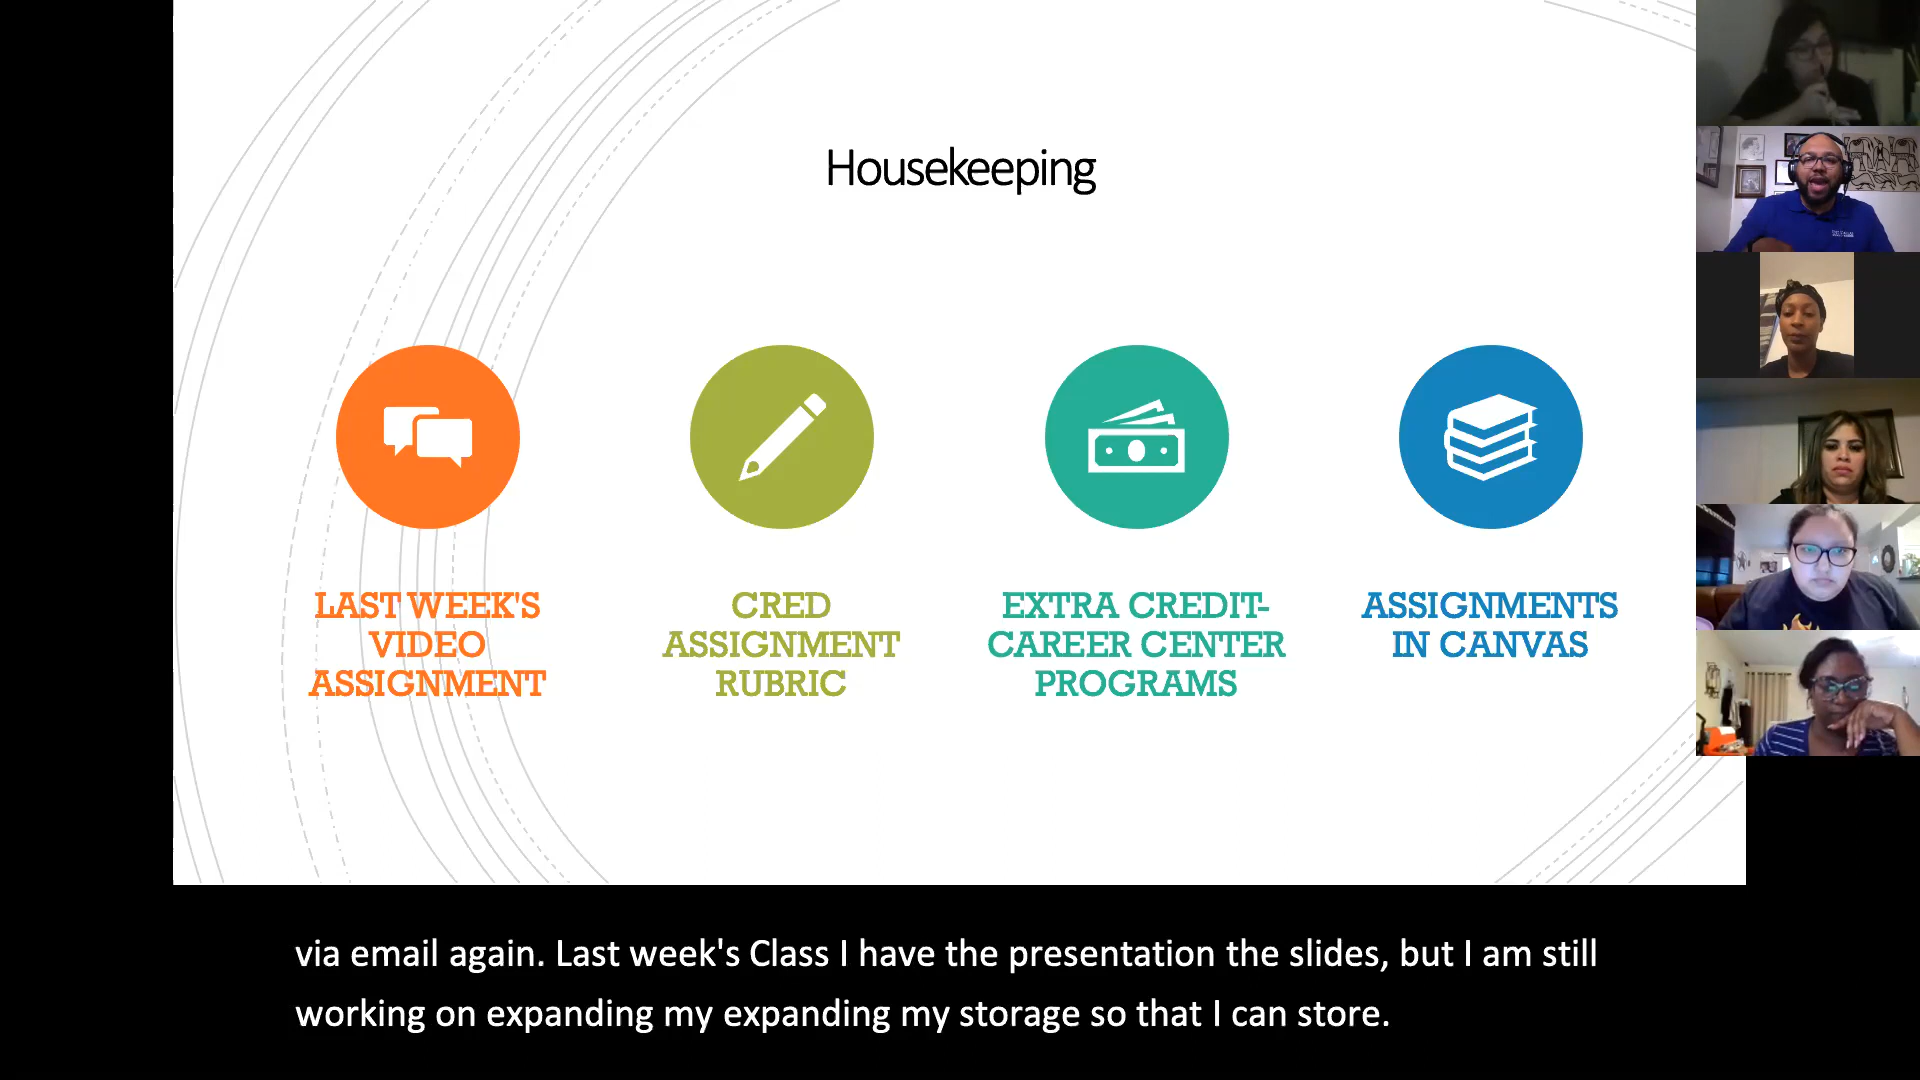 Housekeeping
LAST WEEK'S
VIDEO
ASSIGNMENT
CRED
ASSIGNMENT
RUBRIC
EXTRA CREDIT-
CAREER CENTER
PROGRAMS
ASSIGNMENTS
IN CANVAS
via email again. Last week's Class I have the presentation the slides, but I am still
working on expanding my expanding my storage so that I can store.